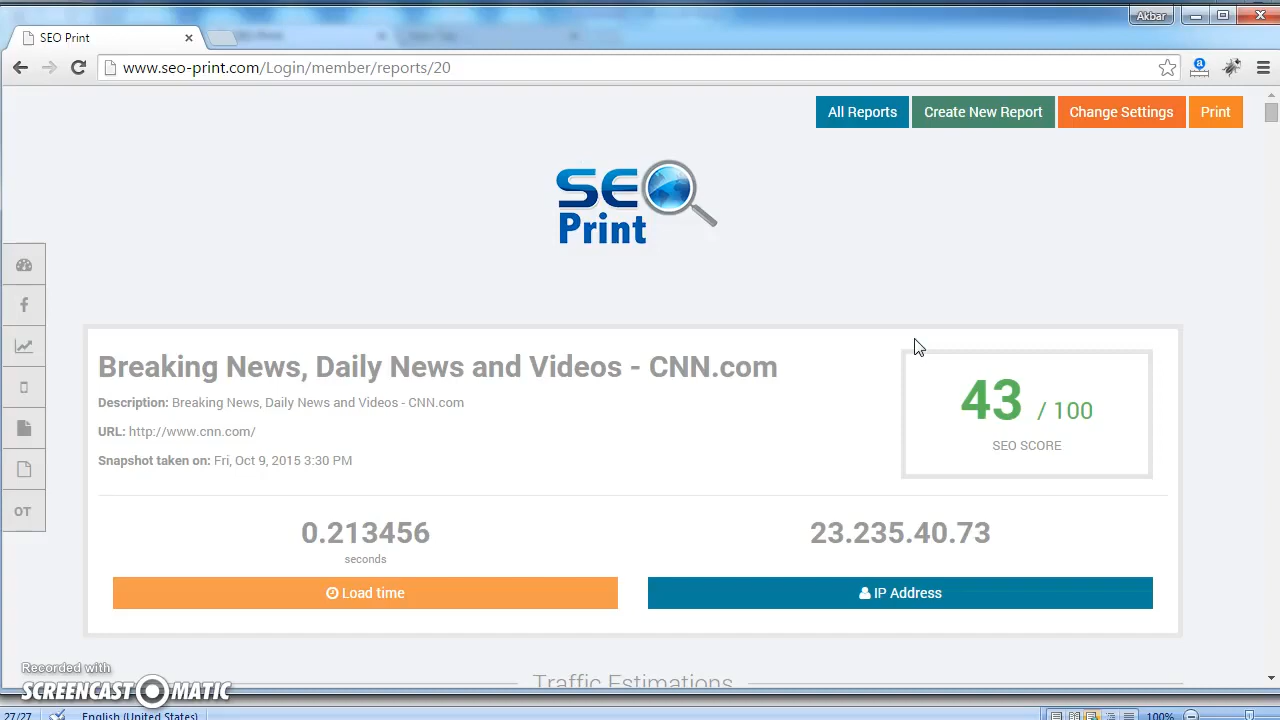 Akbar
SEO Print
www.seo-print.com/Login/member/reports/20
All Reports
Create New Report
Change Settings
Print
SEO
Print
Breaking News, Daily News and Videos - CNN.com
Description: Breaking News, Daily News and Videos - CNN.com
URL: http://www.cnn.com/
Snapshot taken on: Fri, Oct 9, 2015 3:30 PM
43 / 100
SEO SCORE
0.213456
seconds
Load time
23.235.40.73
IP Address
OT
Traffic Estimations
Recorded with
SCREENCAST MATIC
27/27
English (United States)
100%